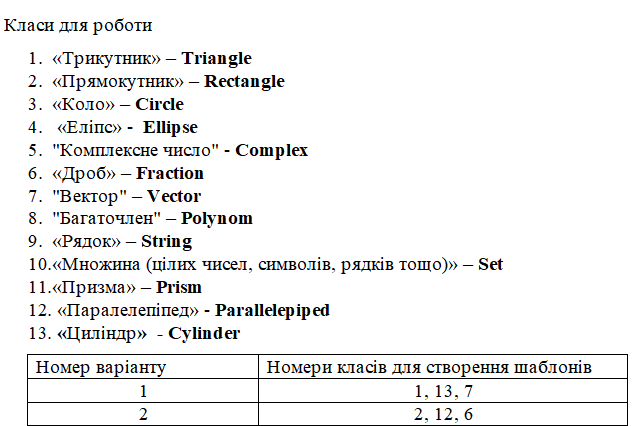 Класи для роботи
1. «Трикутник» – Triangle
2. «Прямокутник» – Rectangle
3. «Коло» – Circle
4. «Еліпс» - Ellipse
5. "Комплексне число" - Complex
6. «Дроб» – Fraction
7. "Вектор" – Vector
8. "Багаточлен" – Polynom
9. «Рядок» – String
10.«Множина (цілих чисел, символів, рядків тощо)» – Set
11.«Призма» – Prism
12. «Паралелепіпед» - Parallelepiped
13. «Циліндр» - Cylinder
Номер варіанту Номери класів для створення шаблонів
1 1, 13, 7
2 2, 12, 6